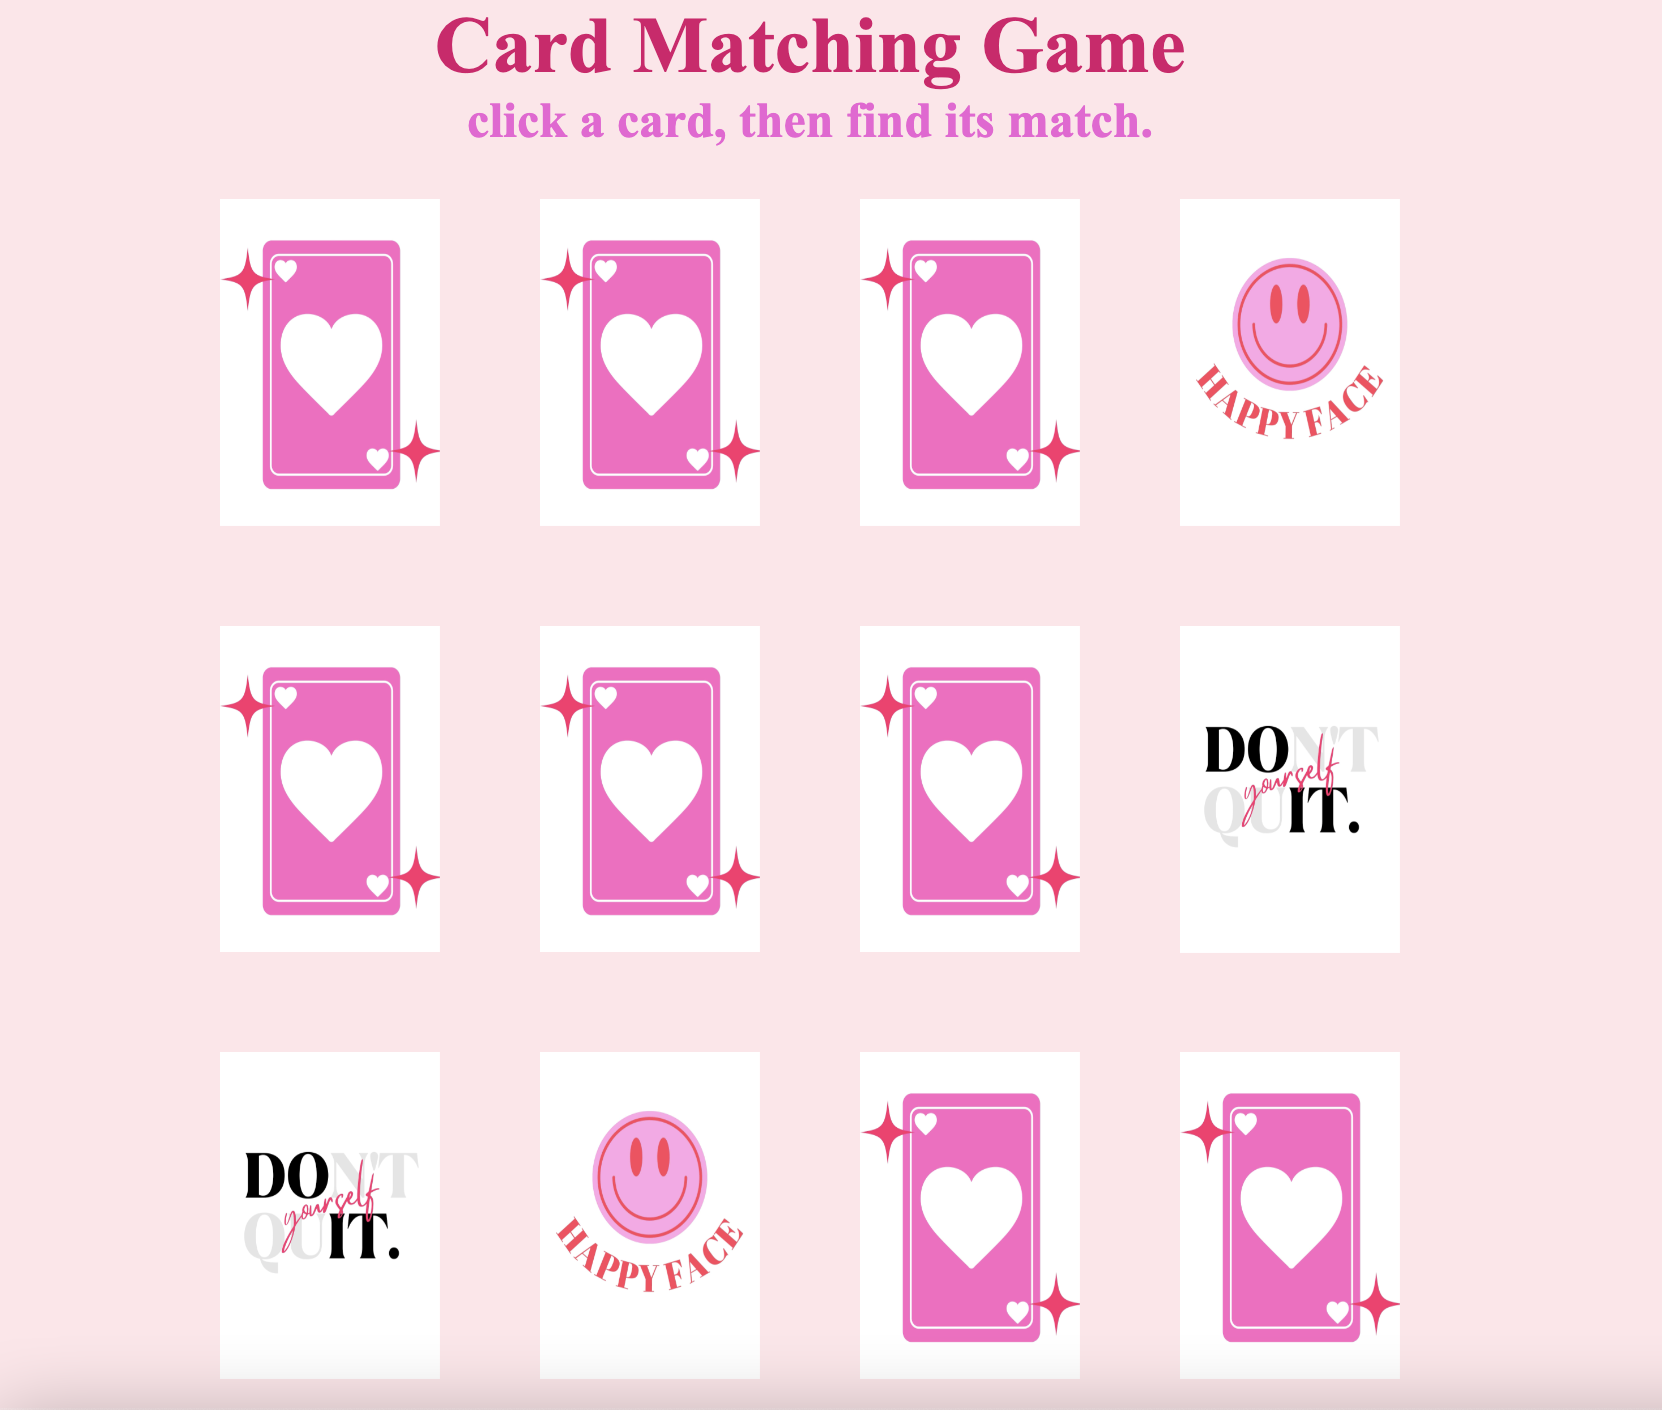 Card Matching Game
click a card, then find its match.
HAPPY FACE
DON'T
yourself
QUIT.
DON'T
yourself
QUIT.
HAPPY FACE